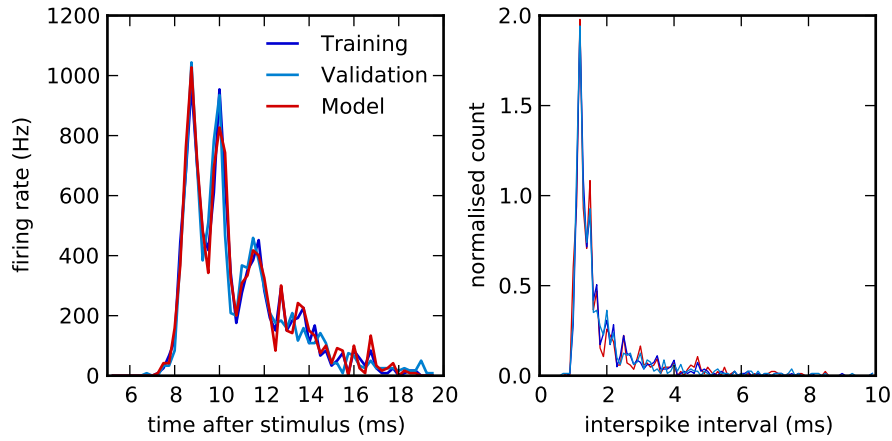 1200
1000
800
600
400
200
0
6 8 10 12 14 16 18 20
firing rate (Hz)
time after stimulus (ms)
Training
Validation
Model
2.0
1.5
1.0
0.5
0.0
0 2 4 6 8 10
normalised count
interspike interval (ms)